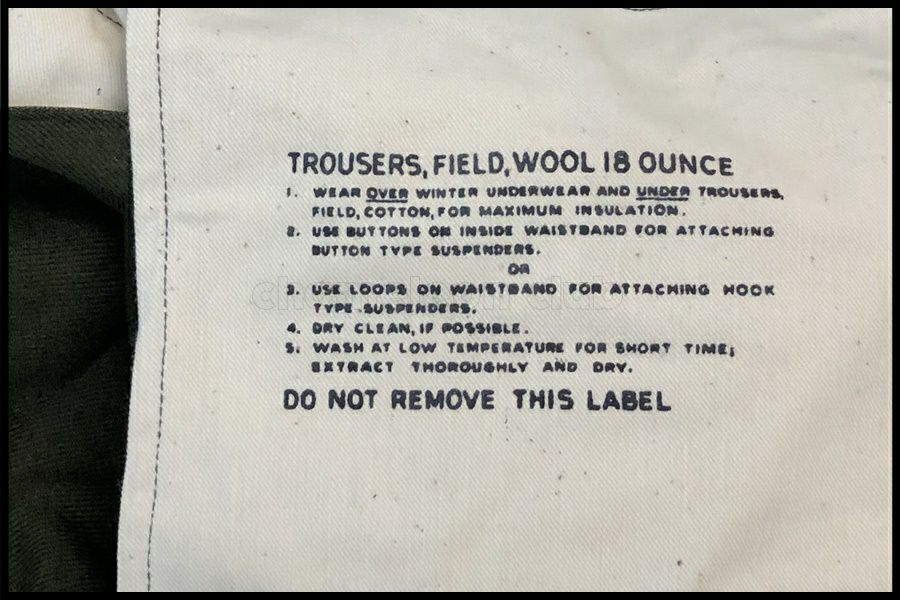 TROUSERS, FIELD, WOOL 18 OUNCE
1. WEAR OVER WINTER UNDERWEAR AND UNDER TROUSERS,
FIELD, COTTON, FOR MAXIMUM INSULATION.
2. USE BUTTONS ON INSIDE WAISTBAND FOR ATTACHING
BUTTON TYPE SUSPENDERS.
OR
3. USE LOOPS ON WAISTBAND FOR ATTACHING HOOK
TYPE SUSPENDERS.
4. DRY CLEAN, IF POSSIBLE.
5. WASH AT LOW TEMPERATURE FOR SHORT TIME;
EXTRACT THOROUGHLY AND DRY.
DO NOT REMOVE THIS LABEL